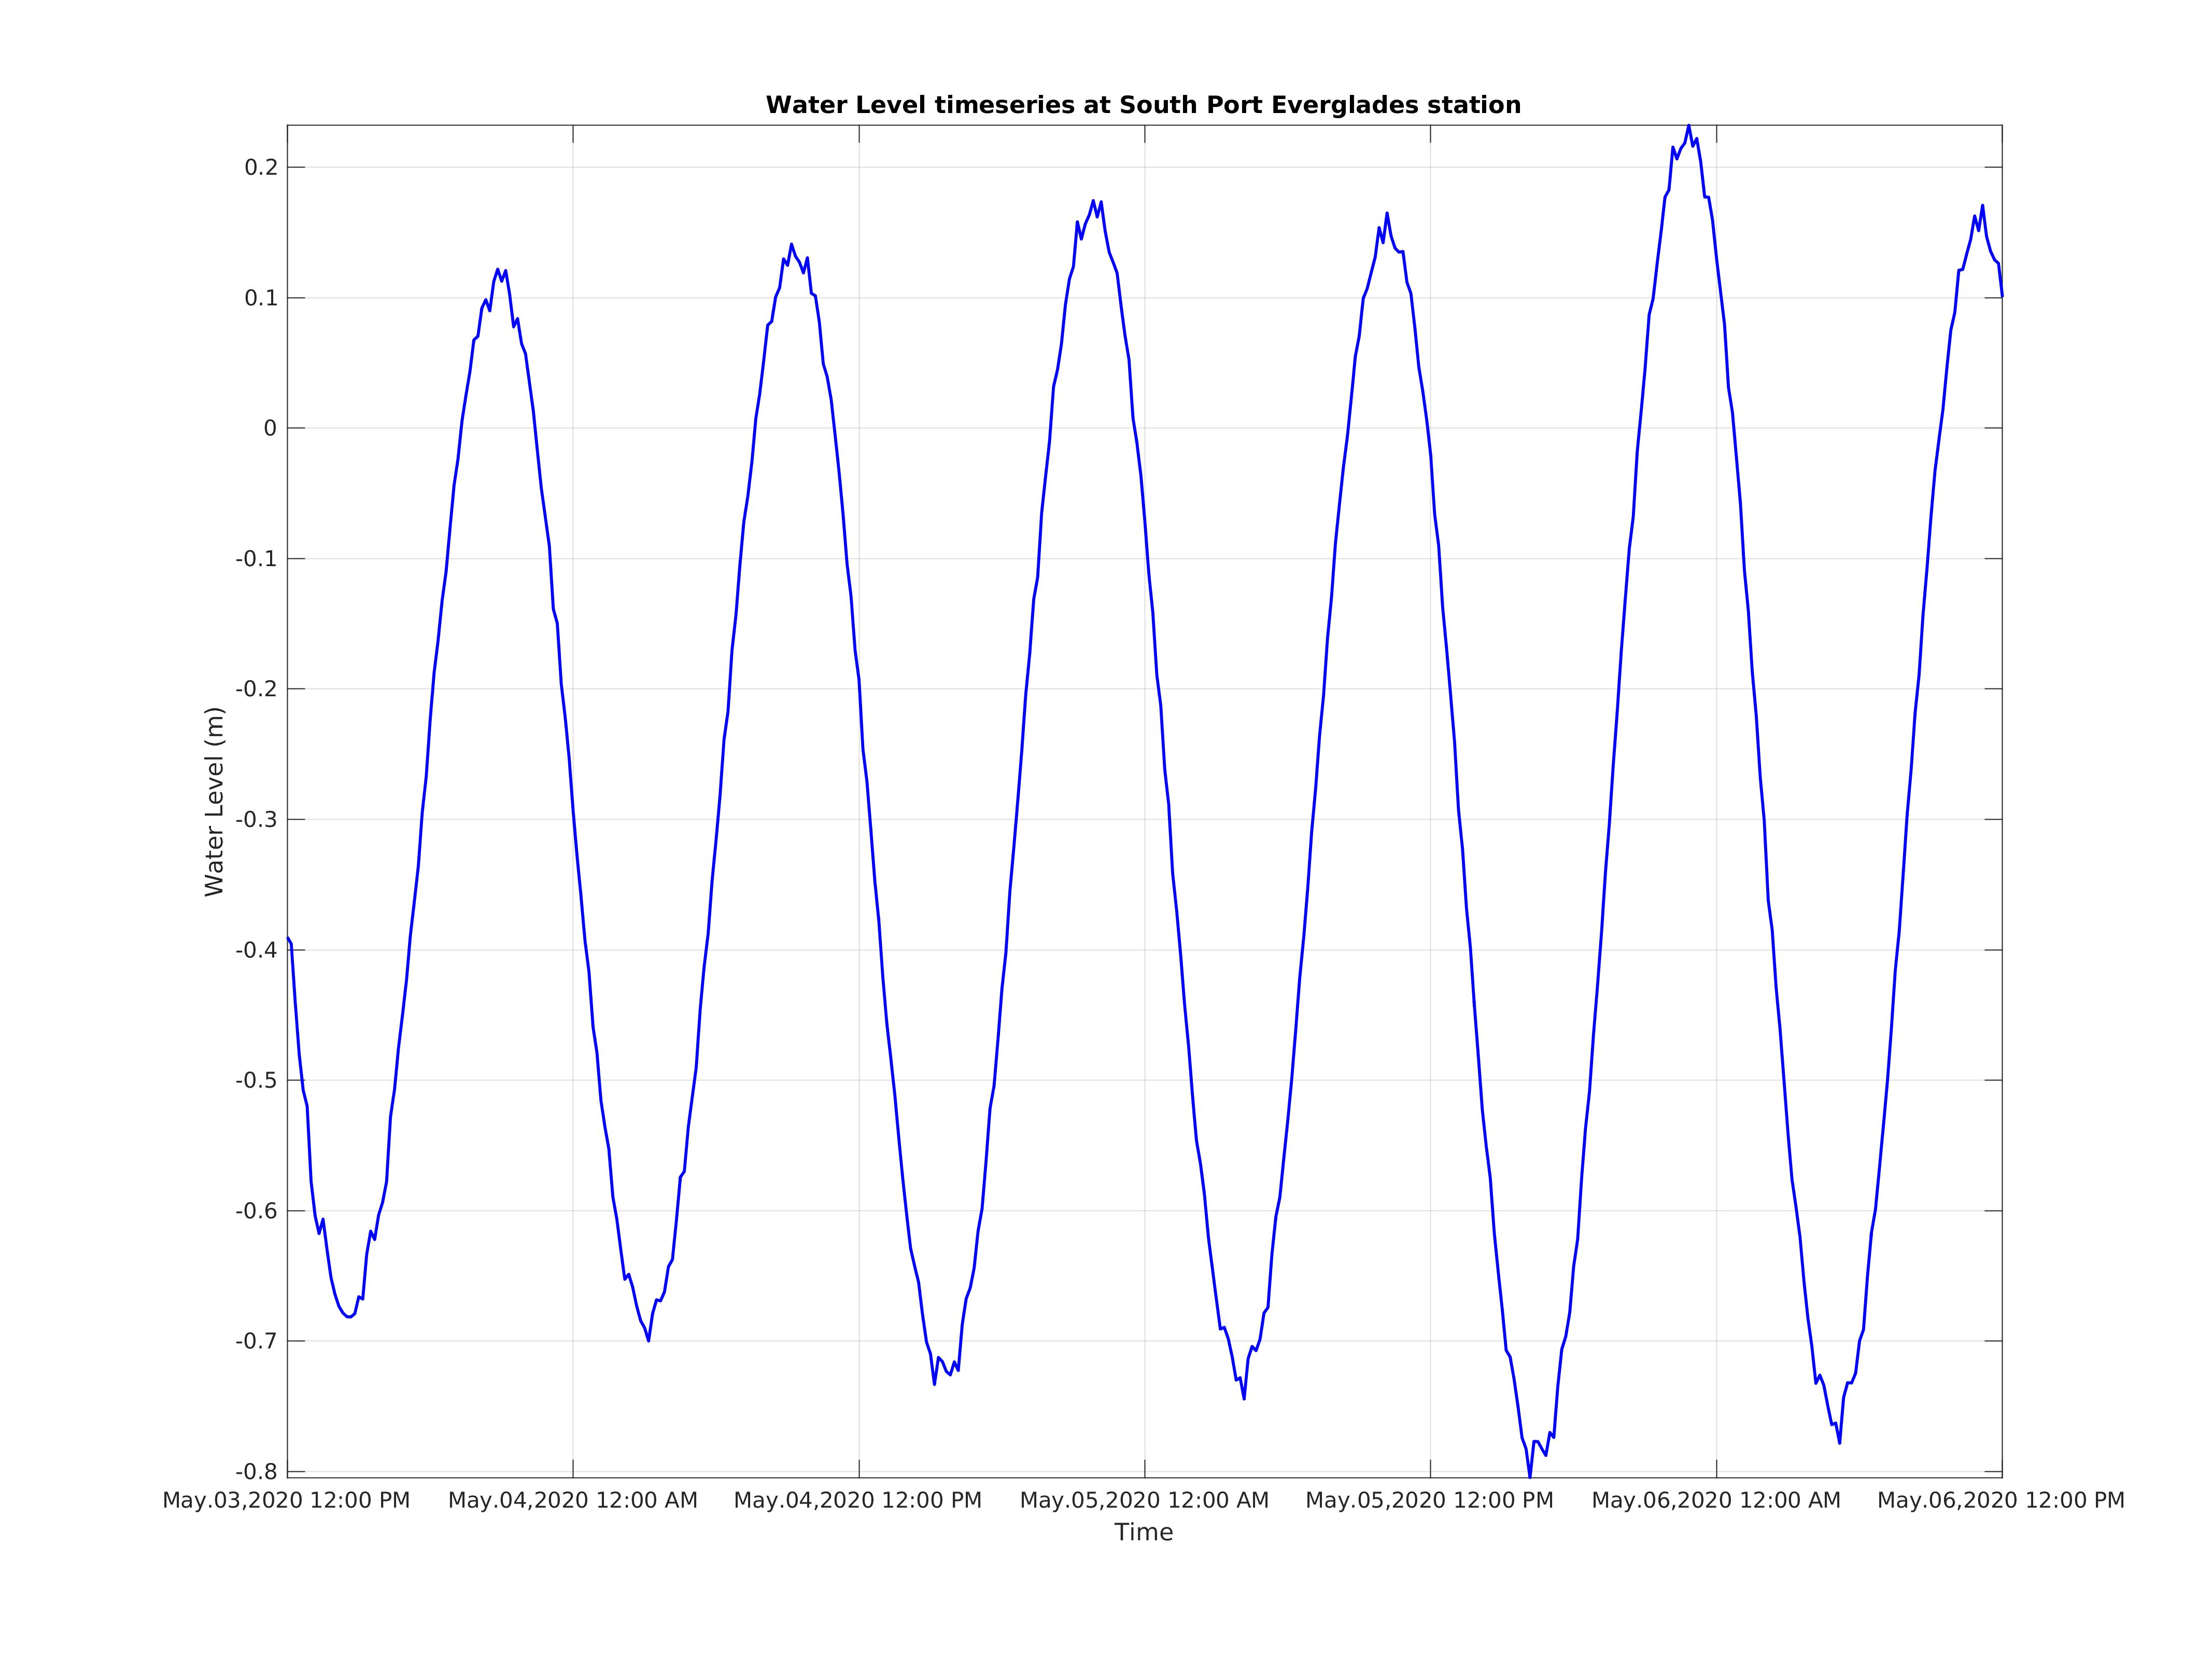 Water Level timeseries at South Port Everglades station
0.2
0.1
0
-0.1
-0.2
-0.3
-0.4
-0.5
-0.6
-0.7
-0.8
Water Level (m)
May.03,2020 12:00 PM
May.04,2020 12:00 AM
May.04,2020 12:00 PM
May.05,2020 12:00 AM
May.05,2020 12:00 PM
May.06,2020 12:00 AM
May.06,2020 12:00 PM
Time